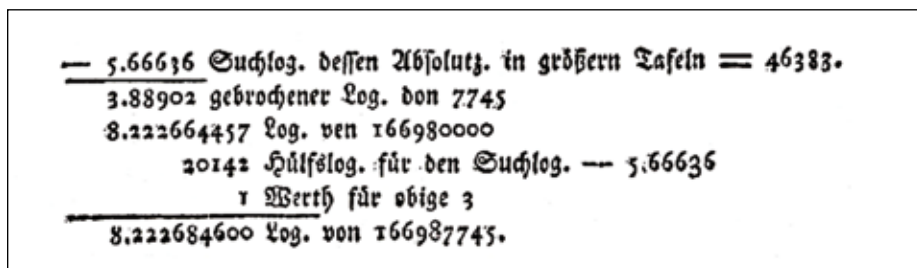 — 5.66636 Suchlog. dessen Absolutz. in größern Tafeln = 46383.
3.88902 gebrochener Log. von 7745
8.222664457 Log. von 166980000
20142 Hülfslog. für den Suchlog. — 5.66636
1 Werth für obige 3
8.222684600 Log. von 166987745.